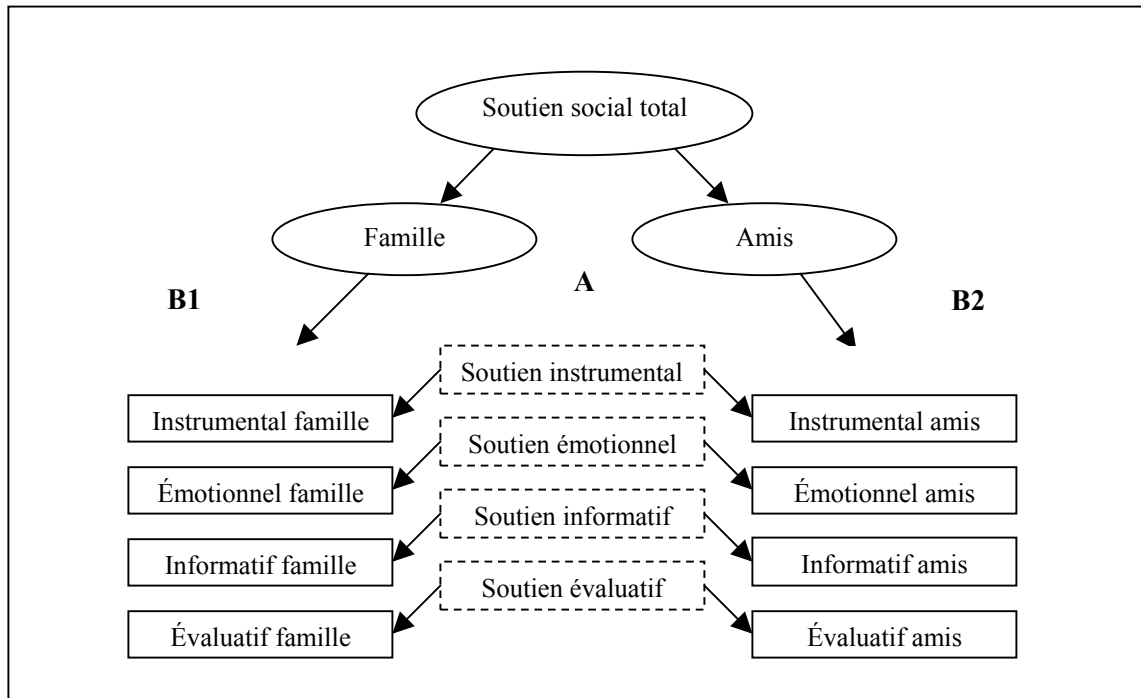 Soutien social total
Famille
Amis
B1
A
B2
Soutien instrumental
Instrumental famille
Instrumental amis
Soutien émotionnel
Émotionnel famille
Émotionnel amis
Soutien informatif
Informatif famille
Informatif amis
Soutien évaluatif
Évaluatif famille
Évaluatif amis